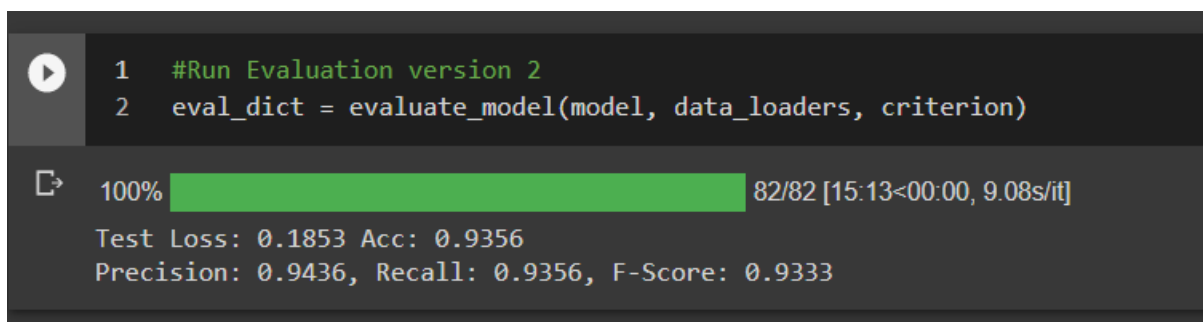 1 #Run Evaluation version 2
2 eval_dict = evaluate_model(model, data_loaders, criterion)
100% 82/82 [15:13<00:00, 9.08s/it]
Test Loss: 0.1853 Acc: 0.9356
Precision: 0.9436, Recall: 0.9356, F-Score: 0.9333